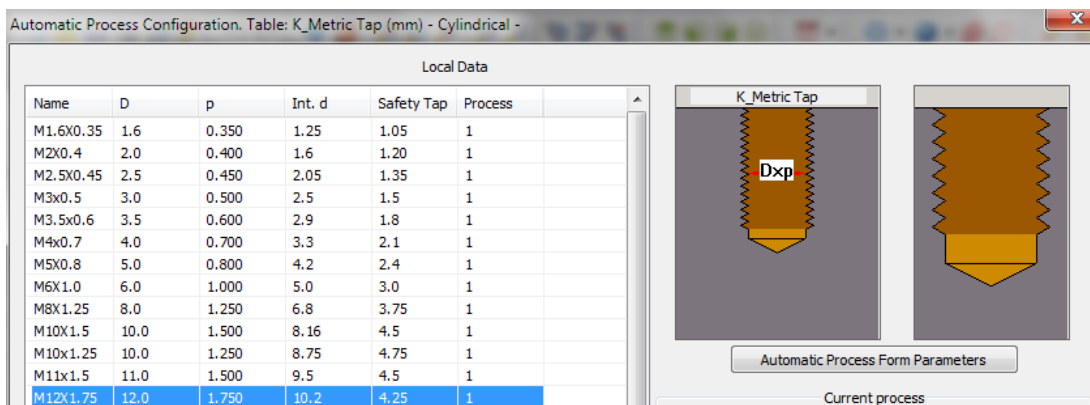 Automatic Process Configuration. Table: K_Metric Tap (mm) - Cylindrical -
x
Local Data
Name D p Int. d Safety Tap Process
M1.6X0.35 1.6 0.350 1.25 1.05 1
M2X0.4 2.0 0.400 1.6 1.20 1
M2.5X0.45 2.5 0.450 2.05 1.35 1
M3x0.5 3.0 0.500 2.5 1.5 1
M3.5x0.6 3.5 0.600 2.9 1.8 1
M4x0.7 4.0 0.700 3.3 2.1 1
M5X0.8 5.0 0.800 4.2 2.4 1
M6X1.0 6.0 1.000 5.0 3.0 1
M8X1.25 8.0 1.250 6.8 3.75 1
M10X1.5 10.0 1.500 8.16 4.5 1
M10x1.25 10.0 1.250 8.75 4.75 1
M11x1.5 11.0 1.500 9.5 4.5 1
M12X1.75 12.0 1.750 10.2 4.25 1
K_Metric Tap
Dxp
Automatic Process Form Parameters
Current process